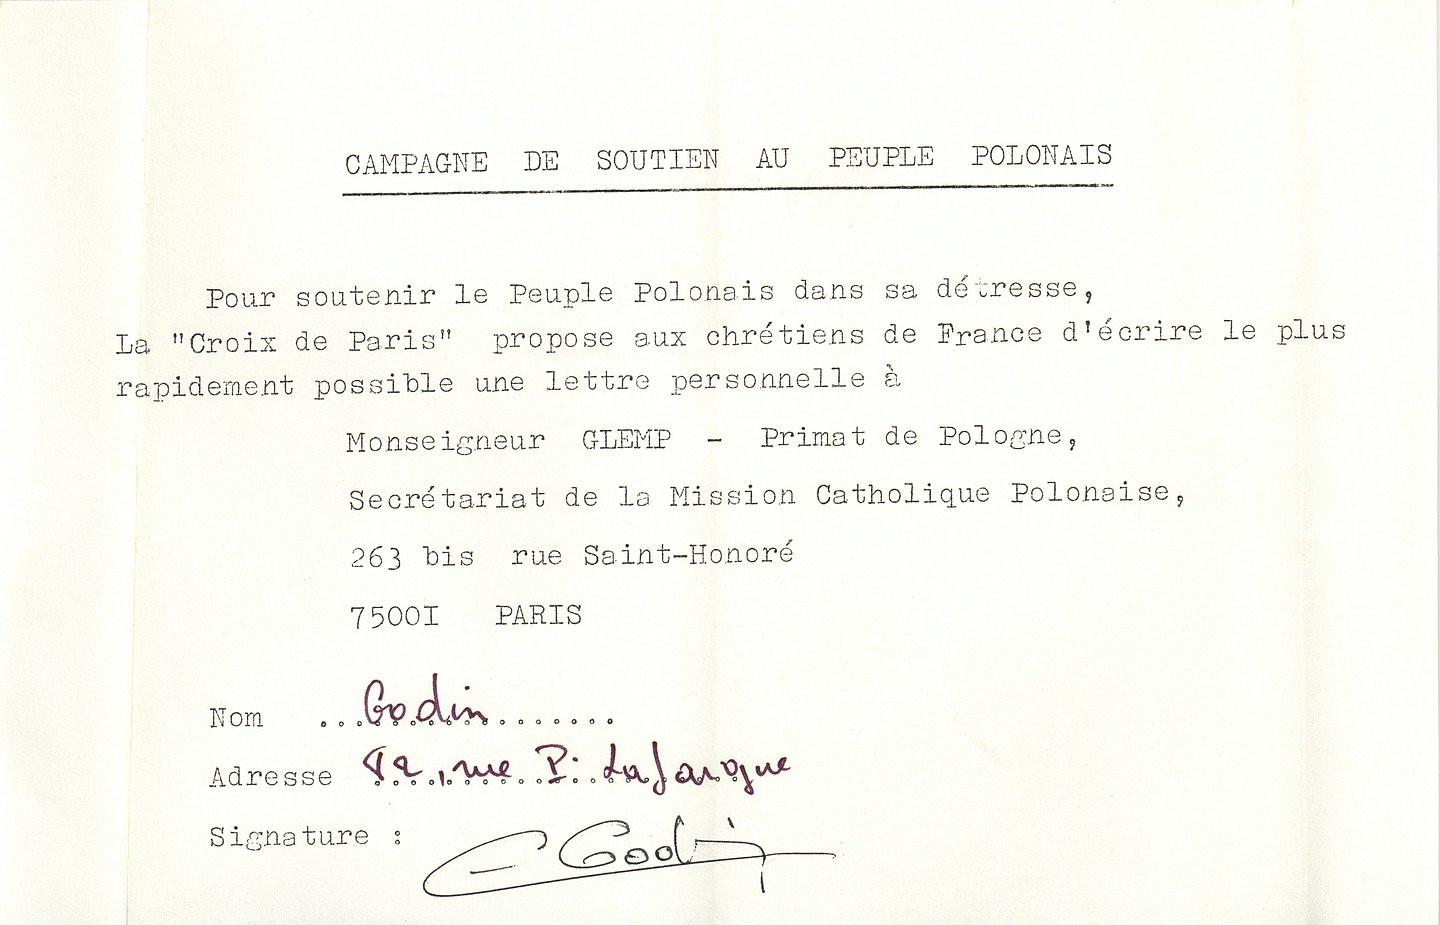 CAMPAGNE DE SOUTIEN AU PEUPLE POLONAIS
Pour soutenir le Peuple Polonais dans sa détresse,
La "Croix de Paris" propose aux chrétiens de France d'écrire le plus
rapidement possible une lettre personnelle à
Monseigneur GLEMP - Primat de Pologne,
Secrétariat de la Mission Catholique Polonaise,
263 bis rue Saint-Honoré
7500I PARIS
Nom ...Godin.......
Adresse rue P. Lafargue
Signature : Godin